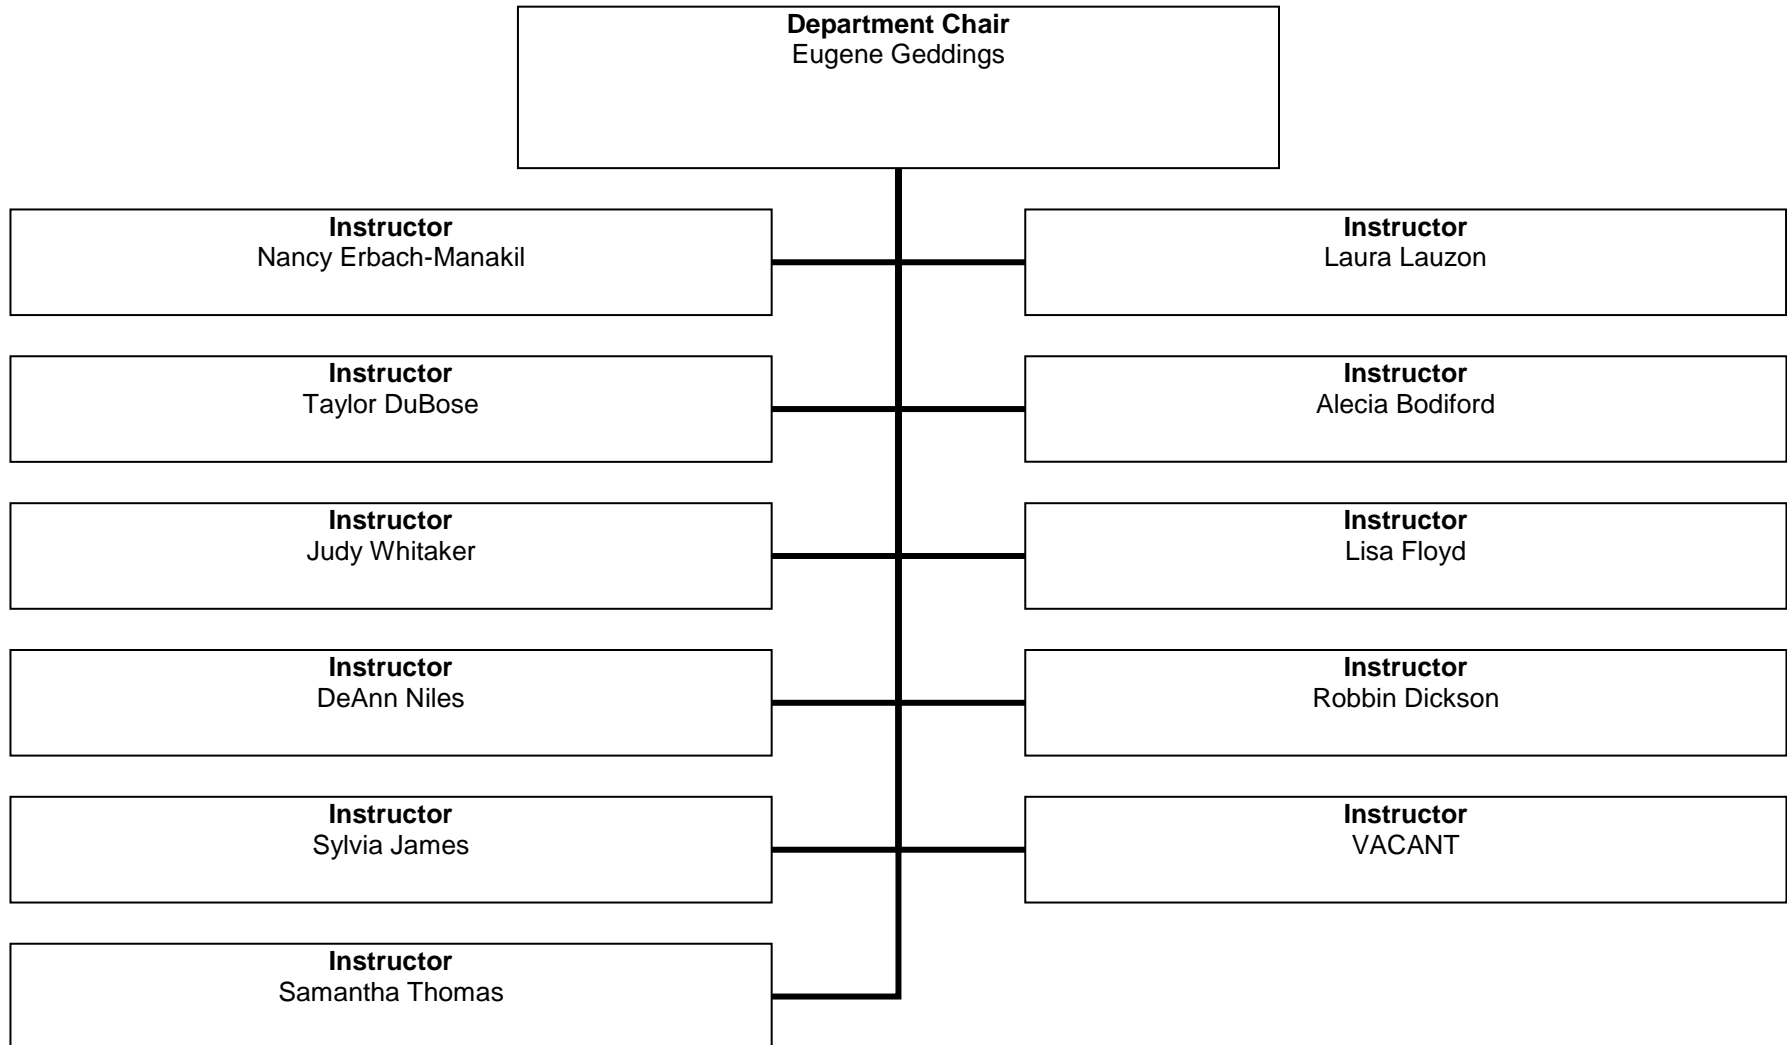 Department Chair
Eugene Geddings
Instructor
Nancy Erbach-Manakil
Instructor
Laura Lauzon
Instructor
Taylor DuBose
Instructor
Alecia Bodiford
Instructor
Judy Whitaker
Instructor
Lisa Floyd
Instructor
DeAnn Niles
Instructor
Robbin Dickson
Instructor
Sylvia James
Instructor
VACANT
Instructor
Samantha Thomas